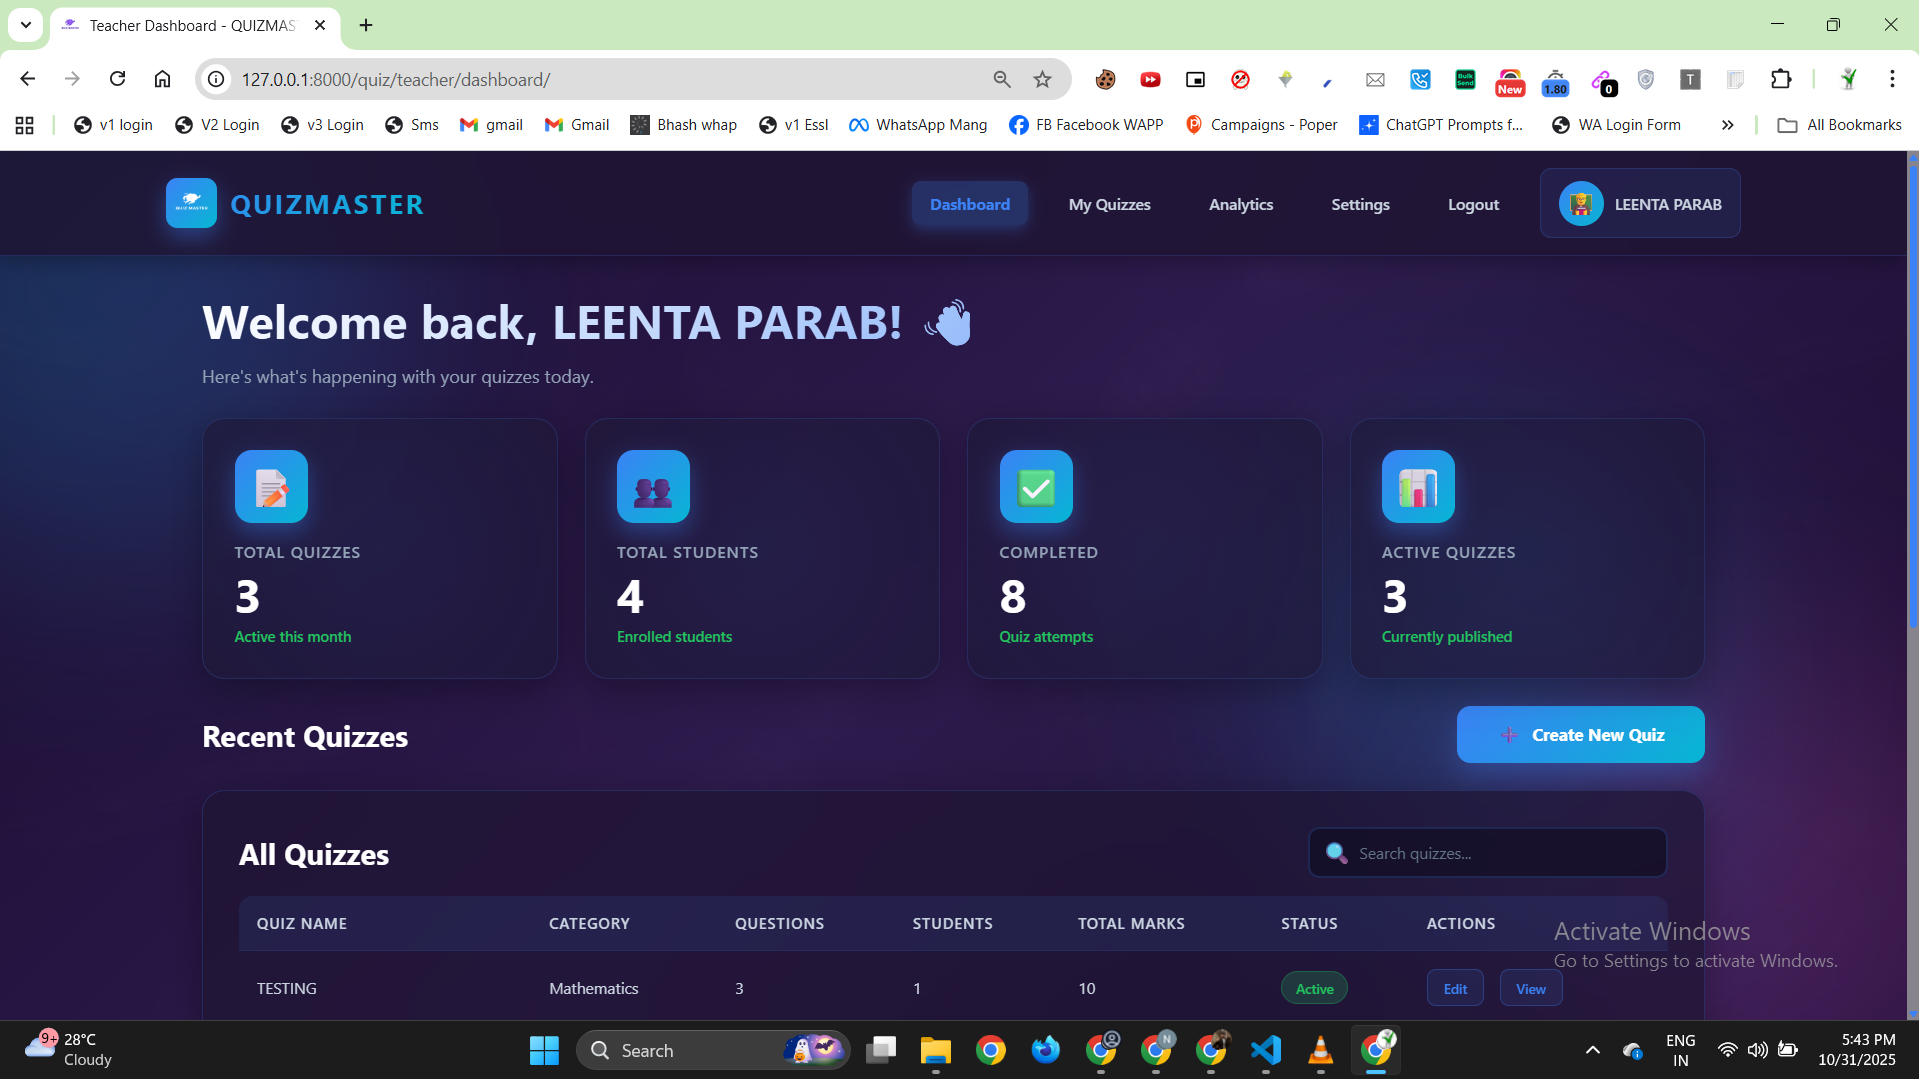 Teacher Dashboard - QUIZMAS
127.0.0.1:8000/quiz/teacher/dashboard/
Bulk Send
New
1.80
0
T
v1 login
V2 Login
v3 Login
Sms
gmail
Gmail
Bhash whap
v1 Essl
WhatsApp Mang
FB Facebook WAPP
Campaigns - Poper
ChatGPT Prompts f...
WA Login Form
All Bookmarks
QUIZMASTER
Dashboard
My Quizzes
Analytics
Settings
Logout
LEENTA PARAB
Welcome back, LEENTA PARAB!
Here's what's happening with your quizzes today.
TOTAL QUIZZES
3
Active this month
TOTAL STUDENTS
4
Enrolled students
COMPLETED
8
Quiz attempts
ACTIVE QUIZZES
3
Currently published
Recent Quizzes
Create New Quiz
All Quizzes
Search quizzes...
QUIZ NAME CATEGORY QUESTIONS STUDENTS TOTAL MARKS STATUS ACTIONS
TESTING Mathematics 3 1 10 Active Edit View
Activate Windows
Go to Settings to activate Windows.
9+
28°C
Cloudy
Search
N
ENG
IN
5:43 PM
10/31/2025